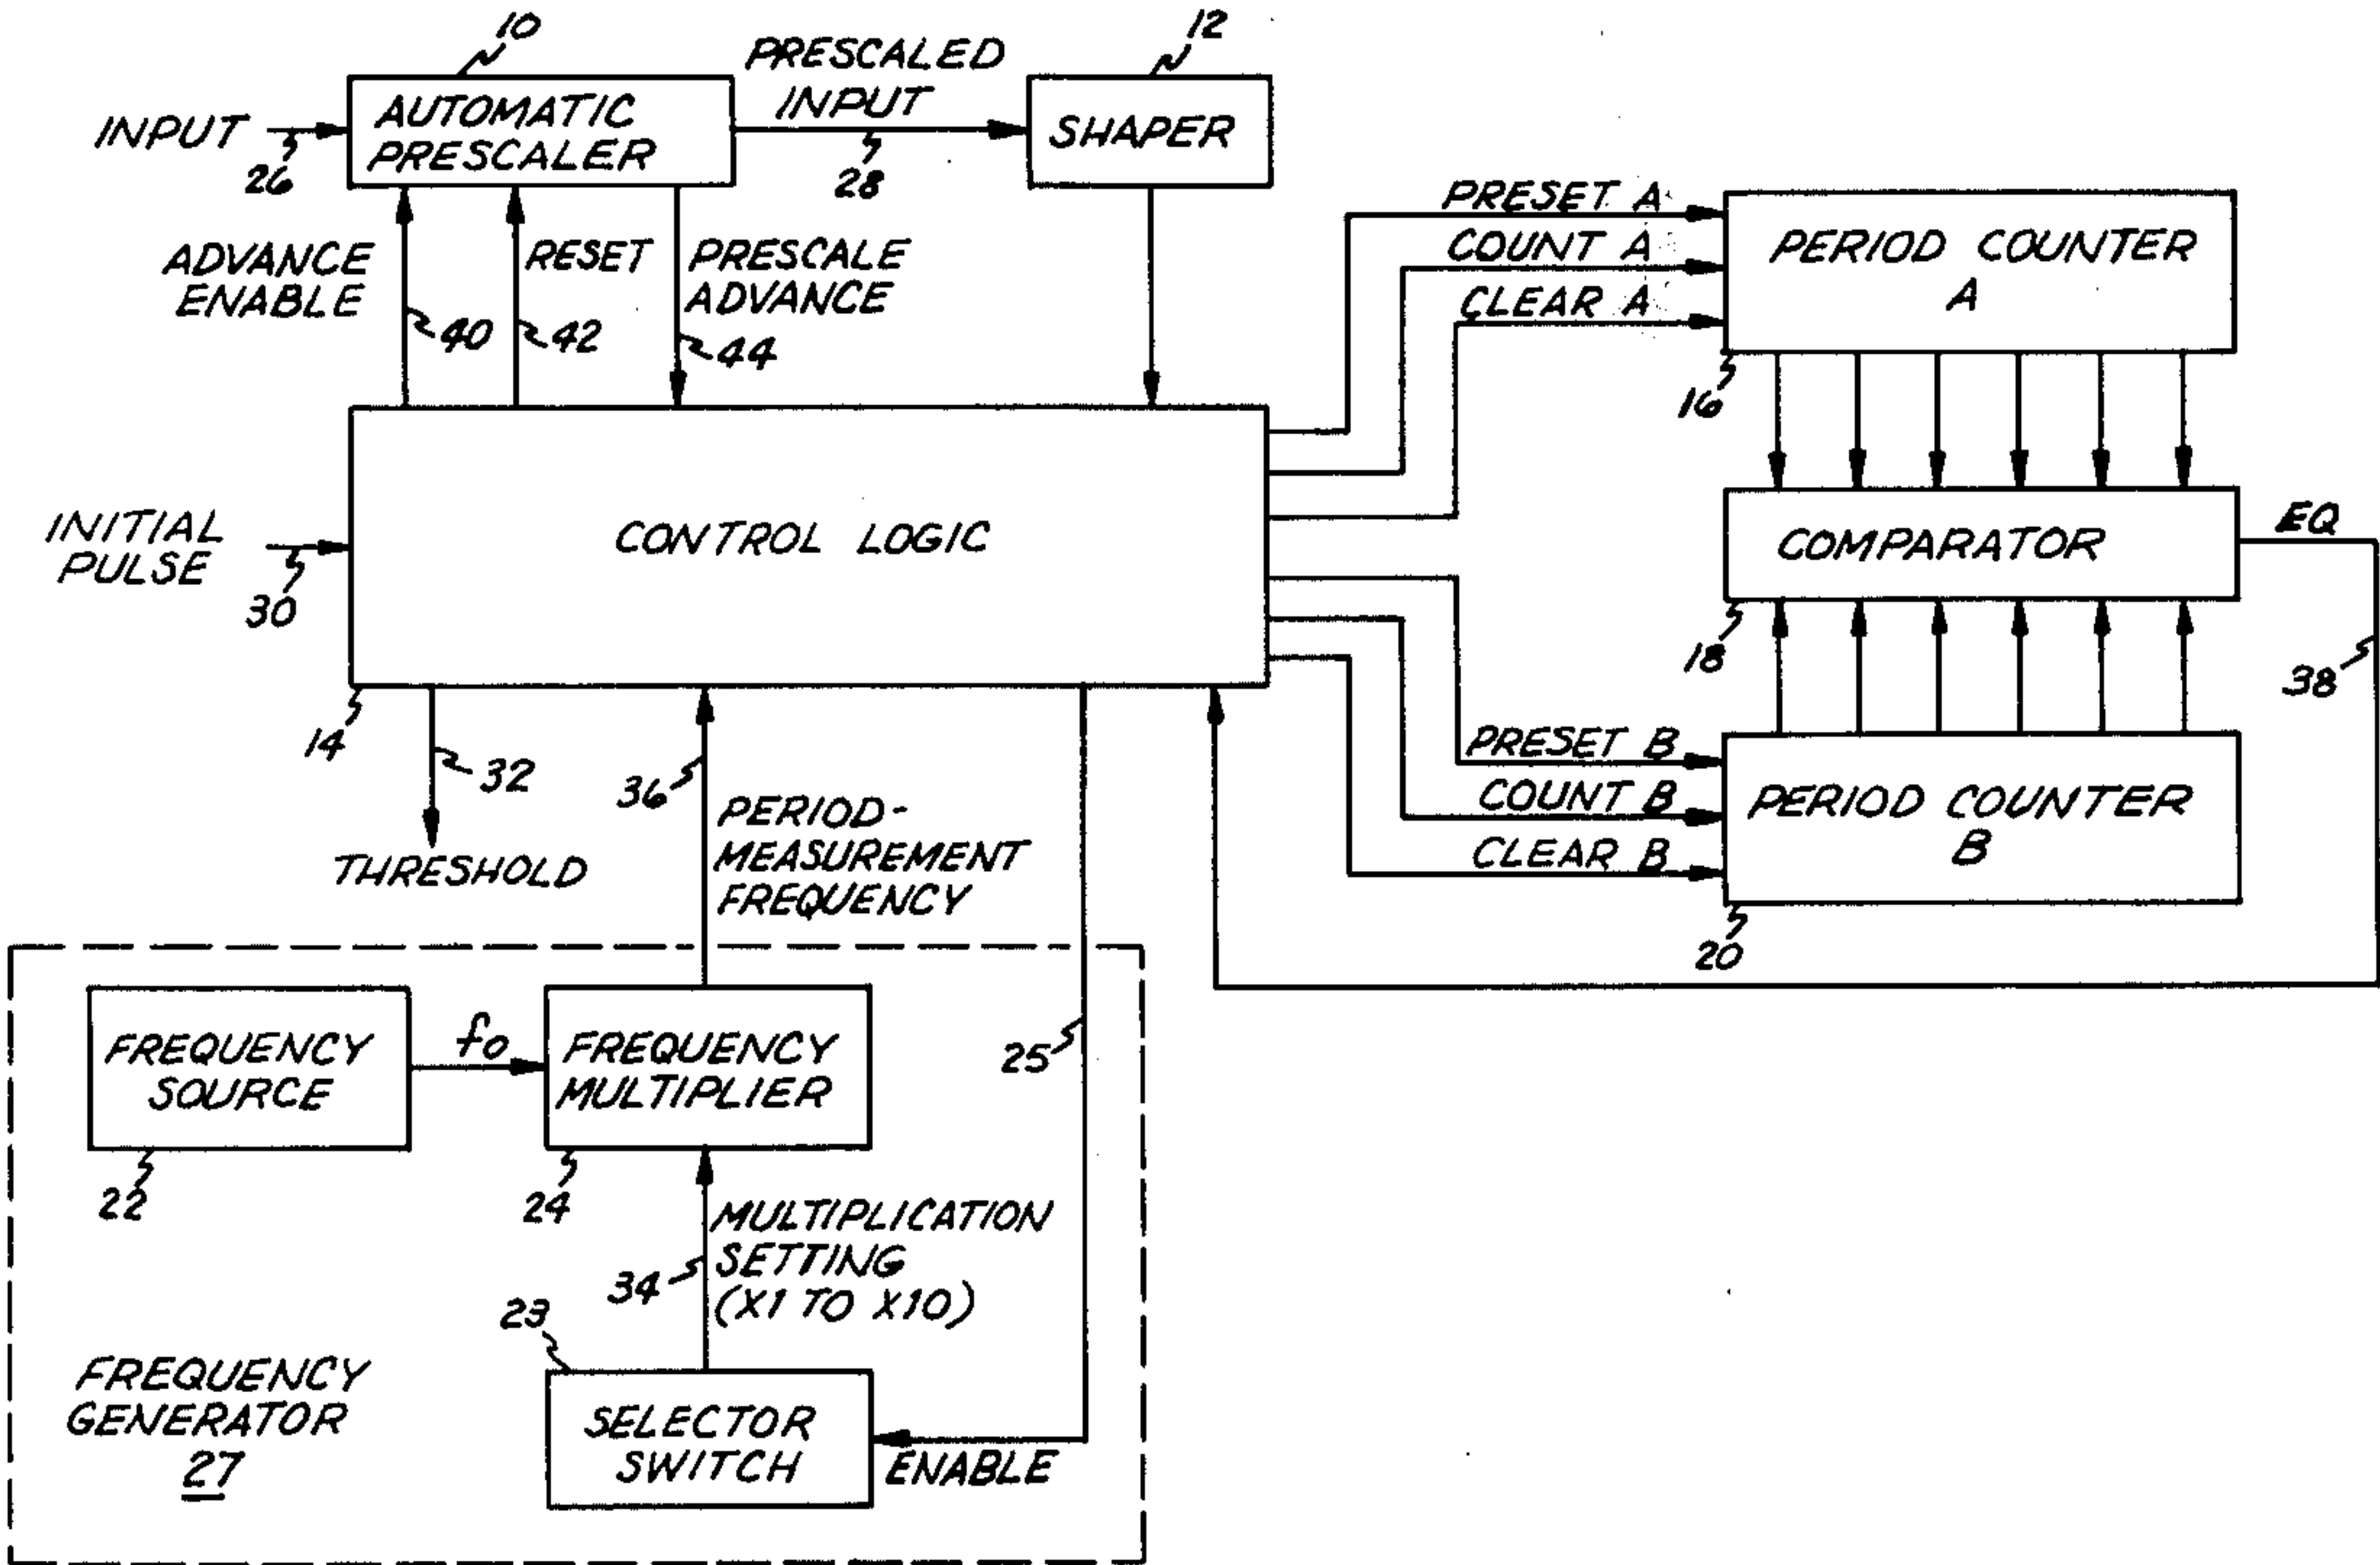 10
12
PRESCALED
INPUT
AUTOMATIC
PRESCALER
SHAPER
INPUT
26
28
ADVANCE
ENABLE
RESET
PRESCALE
ADVANCE
40
42
44
PRESET A
COUNT A
CLEAR A
PERIOD COUNTER
A
16
INITIAL
PULSE
30
CONTROL LOGIC
COMPARATOR
EQ
18
38
14
32
THRESHOLD
36
PERIOD-
MEASUREMENT
FREQUENCY
PRESET B
COUNT B
CLEAR B
PERIOD COUNTER
B
20
FREQUENCY
SOURCE
fo
FREQUENCY
MULTIPLIER
25
22
24
MULTIPLICATION
SETTING
(X1 TO X10)
34
23
SELECTOR
SWITCH
ENABLE
FREQUENCY
GENERATOR
27